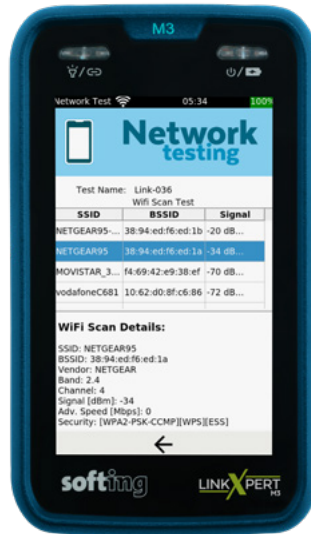 M3
Network Test 05:34 100%
Network
testing
Test Name: Link-036
Wifi Scan Test
SSID BSSID Signal
NETGEAR95-... 38:94:ed:f6:ed:1b -20 dB...
NETGEAR95 38:94:ed:f6:ed:1a -34 dB...
MOVISTAR_3... f4:69:42:e9:38:ef -70 dB...
vodafoneC681 10:62:d0:8f:c6:86 -72 dB...
WiFi Scan Details:
SSID: NETGEAR95
BSSID: 38:94:ed:f6:ed:1a
Vendor: NETGEAR
Band: 2.4
Channel: 4
Signal [dBm]: -34
Adv. Speed [Mbps]: 0
Security: [WPA2-PSK-CCMP][WPS][ESS]
softing LINKXPERT
M3